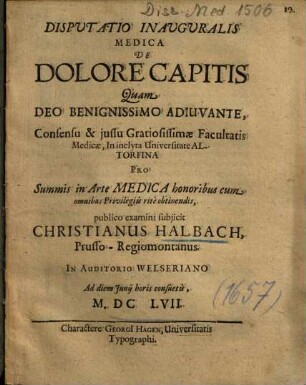 Diss. Med 1506
19.
DISPUTATIO INAUGURALIS
MEDICA
DE
DOLORE CAPITIS
Quam
DEO BENIGNISSIMO ADIUVANTE,
Consensu & jussu Gratiosissimæ Facultatis
Medicæ, In inclyta Universitate AL-
TORFINA
PRO
Summis in Arte MEDICA honoribus cum
omnibus Privilegiis ritè obtinendis,
publico examini subjicit
CHRISTIANUS HALBACH,
Prusso-Regiomontanus.
IN AUDITORIO WELSERIANO
Ad diem Junij horis consuetis,
M. DC LVII.
(1657)
Charactere GEORGI HAGEN, Universitatis
Typographi.